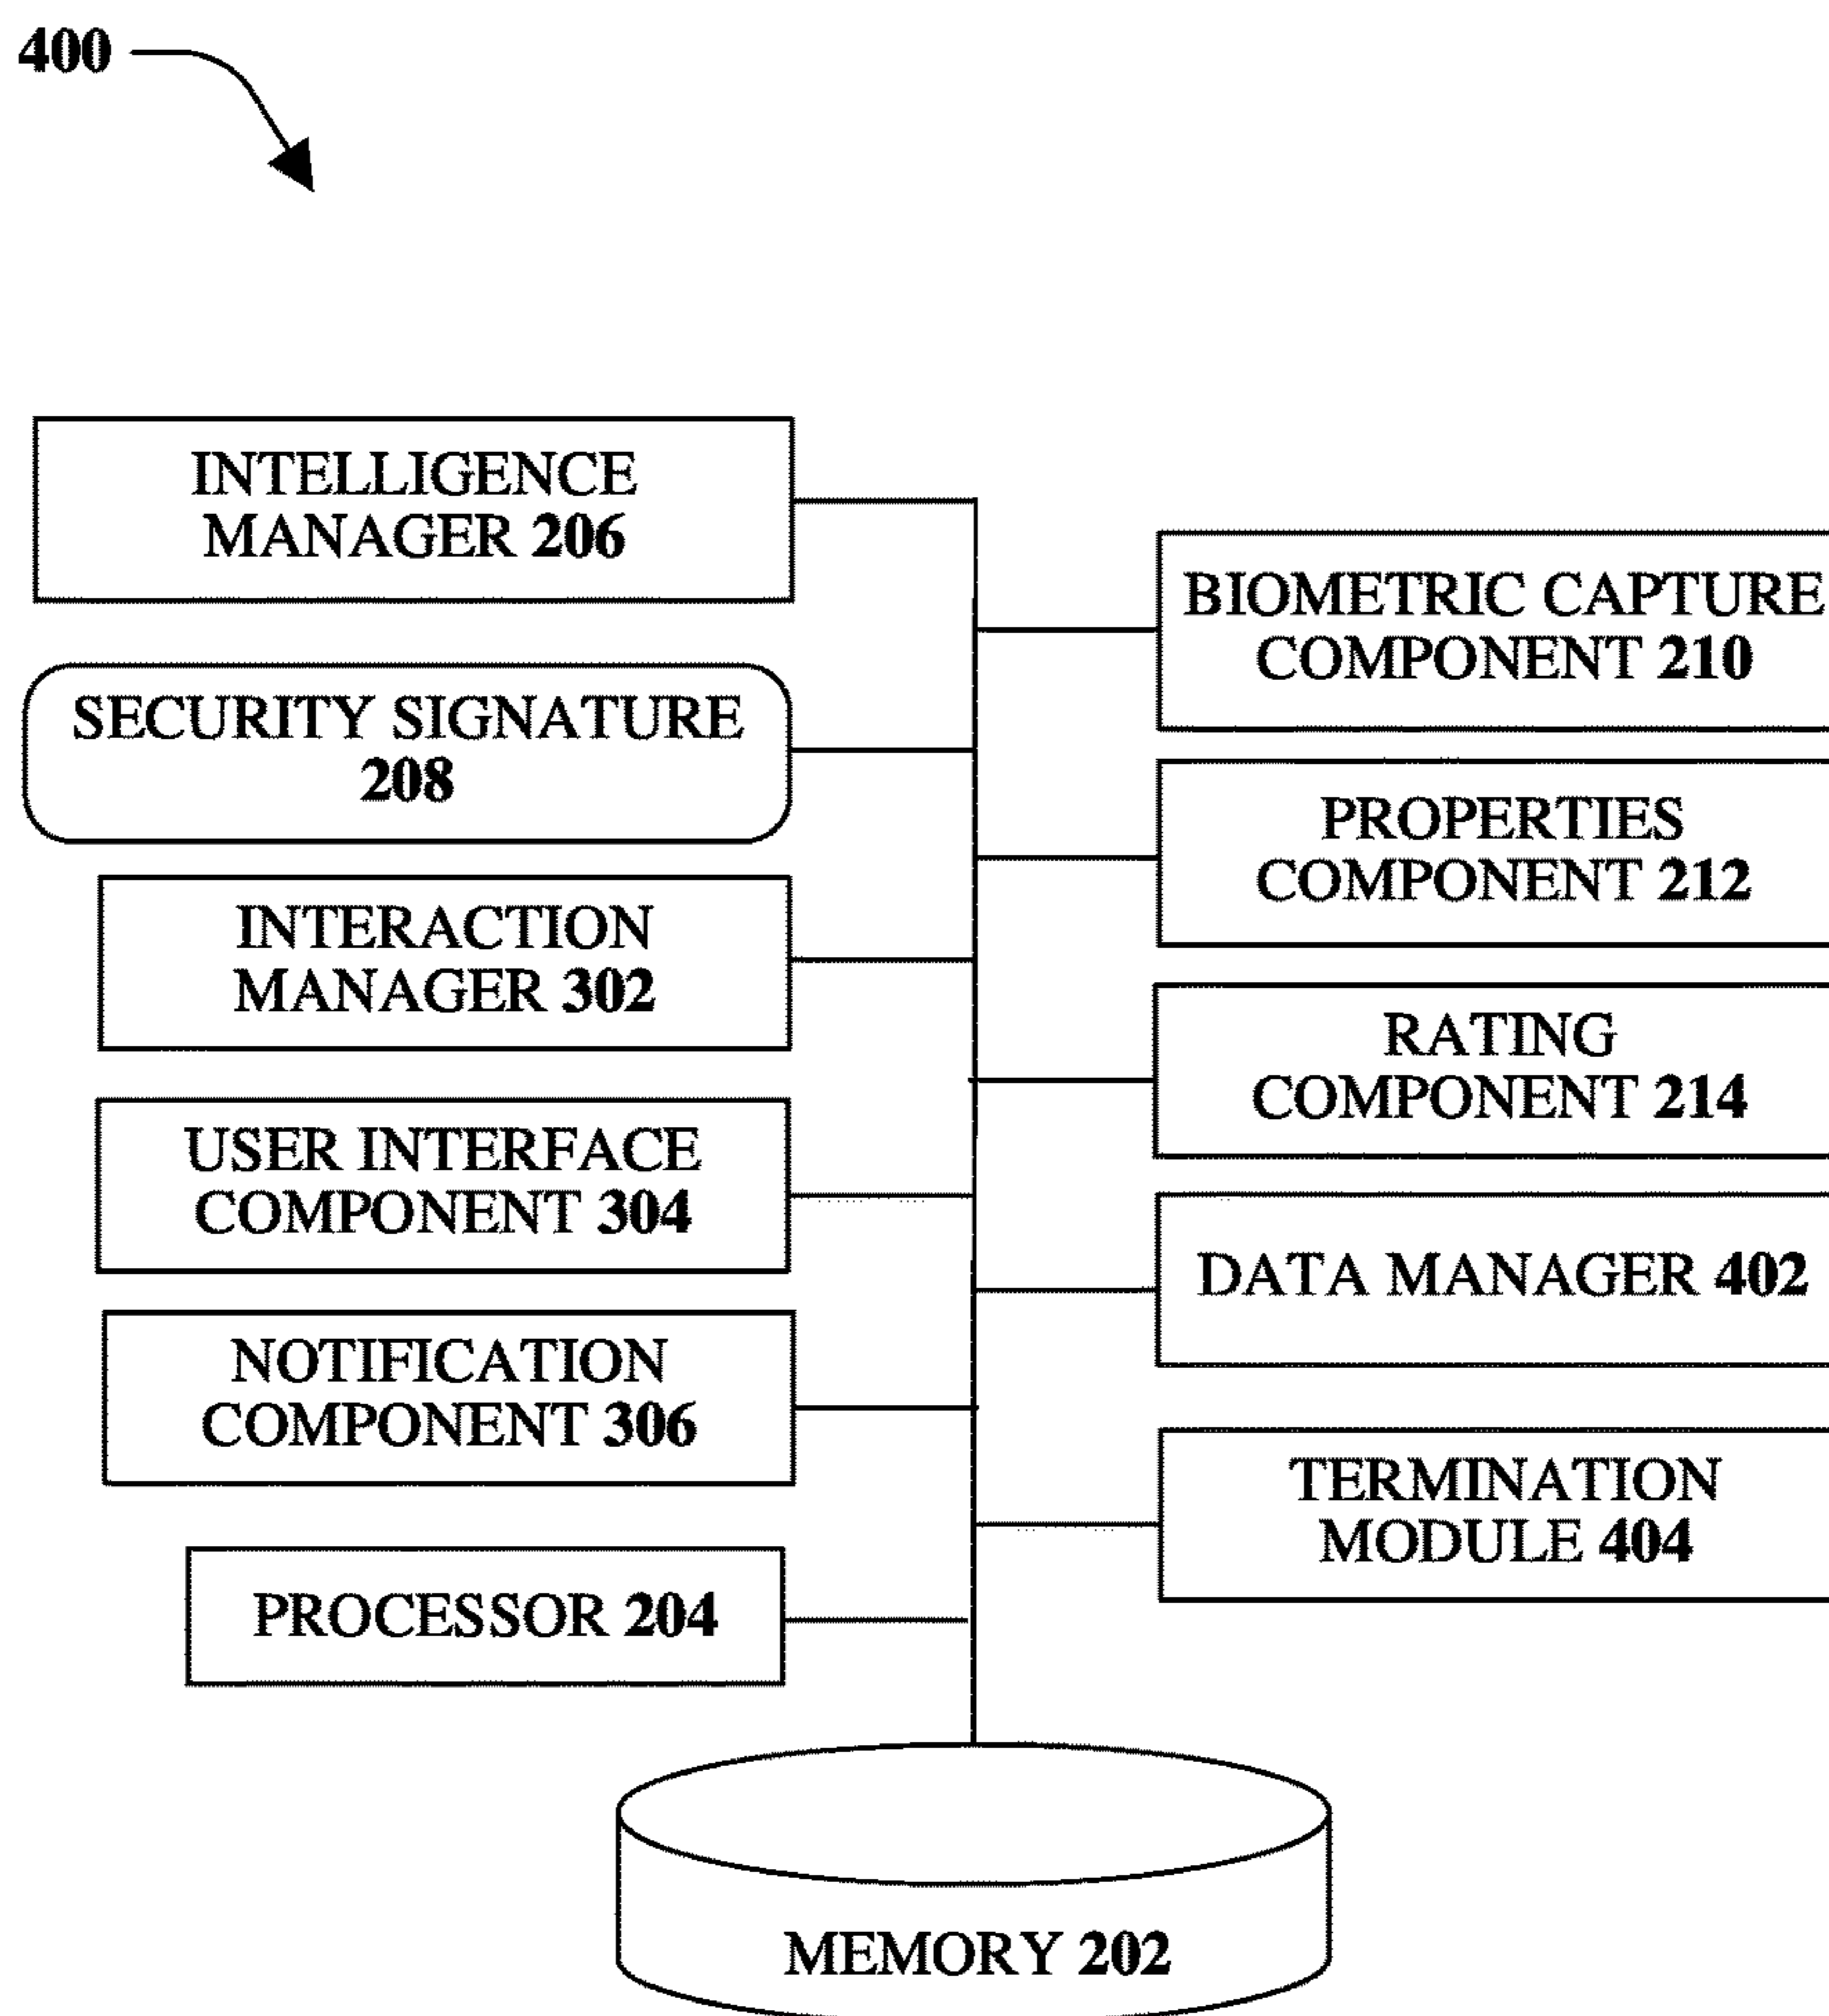 400
INTELLIGENCE
MANAGER 206
SECURITY SIGNATURE
208
INTERACTION
MANAGER 302
USER INTERFACE
COMPONENT 304
NOTIFICATION
COMPONENT 306
PROCESSOR 204
BIOMETRIC CAPTURE
COMPONENT 210
PROPERTIES
COMPONENT 212
RATING
COMPONENT 214
DATA MANAGER 402
TERMINATION
MODULE 404
MEMORY 202